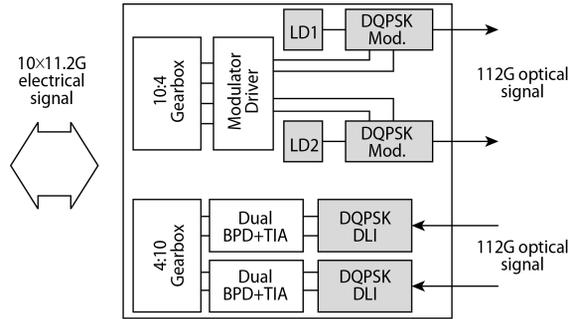 10×11.2G
electrical
signal
10:4
Gearbox
Modulator
Driver
LD1
DQPSK
Mod.
LD2
DQPSK
Mod.
112G optical
signal
4:10
Gearbox
Dual
BPD+TIA
DQPSK
DLI
Dual
BPD+TIA
DQPSK
DLI
112G optical
signal